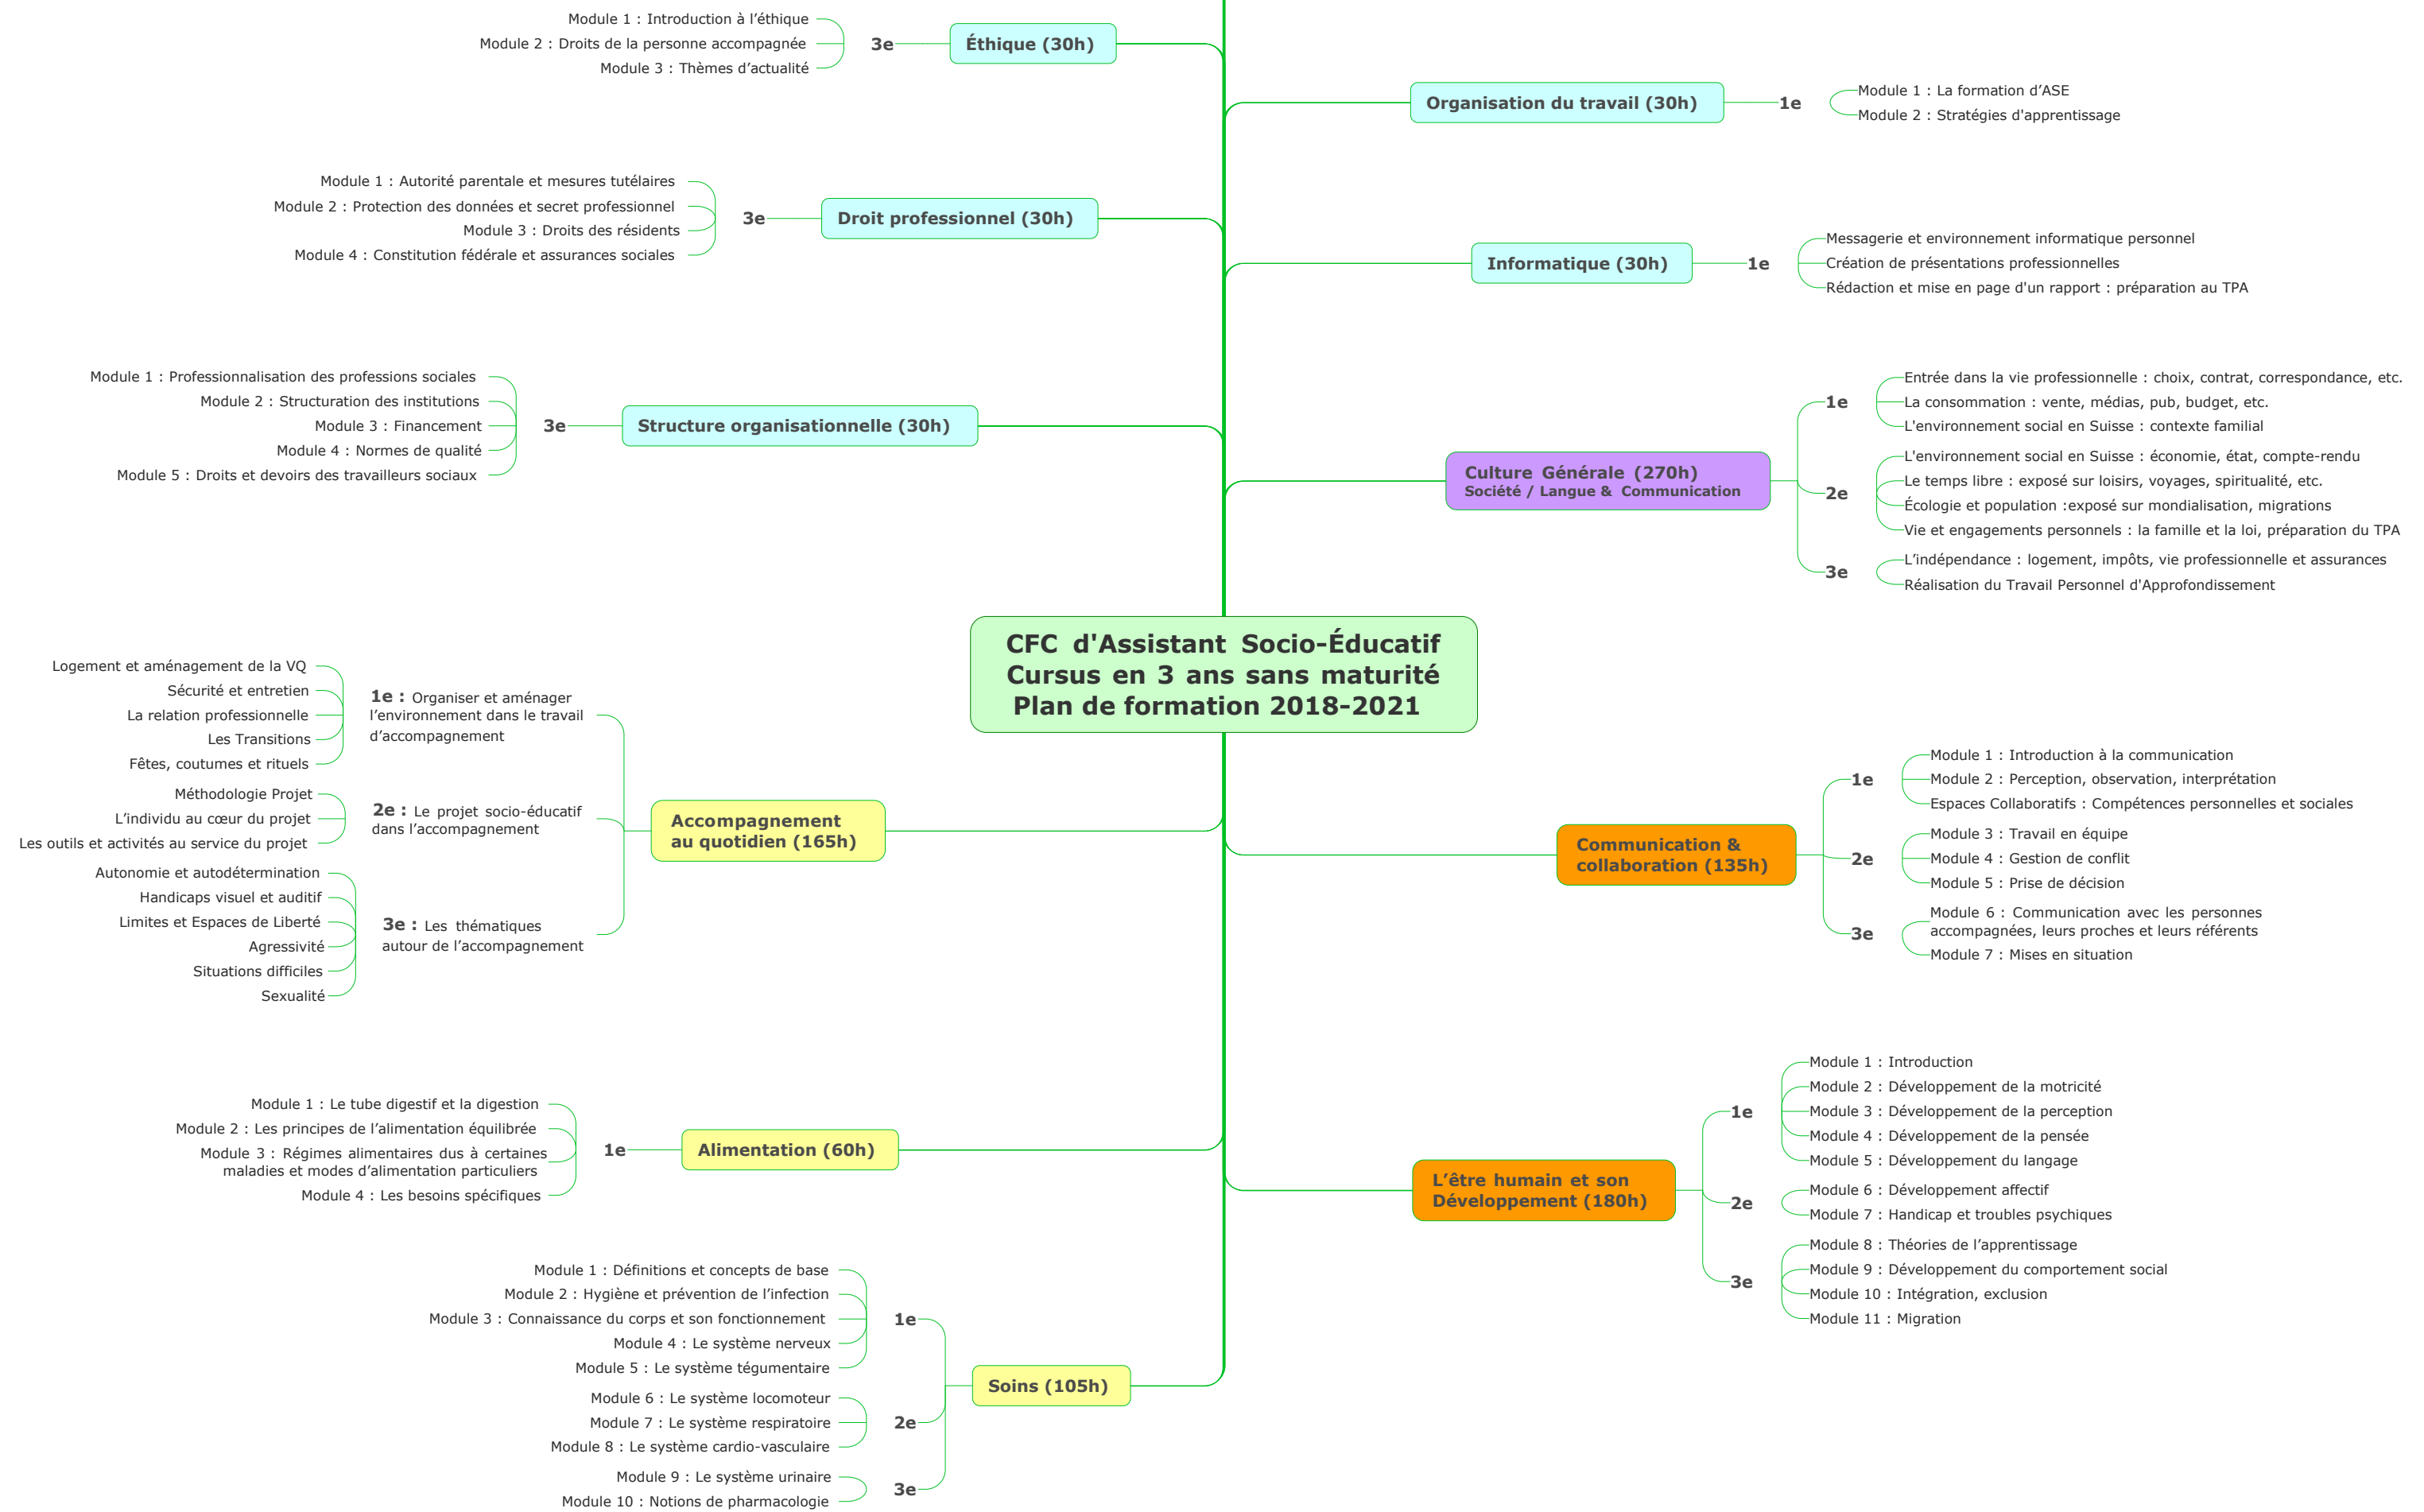 Module 1 : Introduction à l’éthique
Module 2 : Droits de la personne accompagnée
Module 3 : Thèmes d’actualité
3e
Éthique (30h)
Organisation du travail (30h)
1e
Module 1 : La formation d’ASE
Module 2 : Stratégies d'apprentissage
Module 1 : Autorité parentale et mesures tutélaires
Module 2 : Protection des données et secret professionnel
Module 3 : Droits des résidents
Module 4 : Constitution fédérale et assurances sociales
3e
Droit professionnel (30h)
Informatique (30h)
1e
Messagerie et environnement informatique personnel
Création de présentations professionnelles
Rédaction et mise en page d'un rapport : préparation au TPA
Module 1 : Professionnalisation des professions sociales
Module 2 : Structuration des institutions
Module 3 : Financement
Module 4 : Normes de qualité
Module 5 : Droits et devoirs des travailleurs sociaux
3e
Structure organisationnelle (30h)
Culture Générale (270h)
Société / Langue & Communication
1e
Entrée dans la vie professionnelle : choix, contrat, correspondance, etc.
La consommation : vente, médias, pub, budget, etc.
L'environnement social en Suisse : contexte familial
2e
L'environnement social en Suisse : économie, état, compte-rendu
Le temps libre : exposé sur loisirs, voyages, spiritualité, etc.
Écologie et population :exposé sur mondialisation, migrations
Vie et engagements personnels : la famille et la loi, préparation du TPA
3e
L’indépendance : logement, impôts, vie professionnelle et assurances
Réalisation du Travail Personnel d'Approfondissement
CFC d'Assistant Socio-Éducatif
Cursus en 3 ans sans maturité
Plan de formation 2018-2021
Logement et aménagement de la VQ
Sécurité et entretien
La relation professionnelle
Les Transitions
Fêtes, coutumes et rituels
1e : Organiser et aménager
l’environnement dans le travail
d’accompagnement
Méthodologie Projet
L’individu au cœur du projet
Les outils et activités au service du projet
2e : Le projet socio-éducatif
dans l’accompagnement
Autonomie et autodétermination
Handicaps visuel et auditif
Limites et Espaces de Liberté
Agressivité
Situations difficiles
Sexualité
3e : Les thématiques
autour de l’accompagnement
Accompagnement
au quotidien (165h)
Communication &
collaboration (135h)
1e
Module 1 : Introduction à la communication
Module 2 : Perception, observation, interprétation
Espaces Collaboratifs : Compétences personnelles et sociales
2e
Module 3 : Travail en équipe
Module 4 : Gestion de conflit
Module 5 : Prise de décision
3e
Module 6 : Communication avec les personnes
accompagnées, leurs proches et leurs référents
Module 7 : Mises en situation
Module 1 : Le tube digestif et la digestion
Module 2 : Les principes de l’alimentation équilibrée
Module 3 : Régimes alimentaires dus à certaines
maladies et modes d’alimentation particuliers
Module 4 : Les besoins spécifiques
1e
Alimentation (60h)
L’être humain et son
Développement (180h)
1e
Module 1 : Introduction
Module 2 : Développement de la motricité
Module 3 : Développement de la perception
Module 4 : Développement de la pensée
Module 5 : Développement du langage
2e
Module 6 : Développement affectif
Module 7 : Handicap et troubles psychiques
3e
Module 8 : Théories de l’apprentissage
Module 9 : Développement du comportement social
Module 10 : Intégration, exclusion
Module 11 : Migration
Module 1 : Définitions et concepts de base
Module 2 : Hygiène et prévention de l’infection
Module 3 : Connaissance du corps et son fonctionnement
Module 4 : Le système nerveux
Module 5 : Le système tégumentaire
1e
Module 6 : Le système locomoteur
Module 7 : Le système respiratoire
Module 8 : Le système cardio-vasculaire
2e
Module 9 : Le système urinaire
Module 10 : Notions de pharmacologie
3e
Soins (105h)